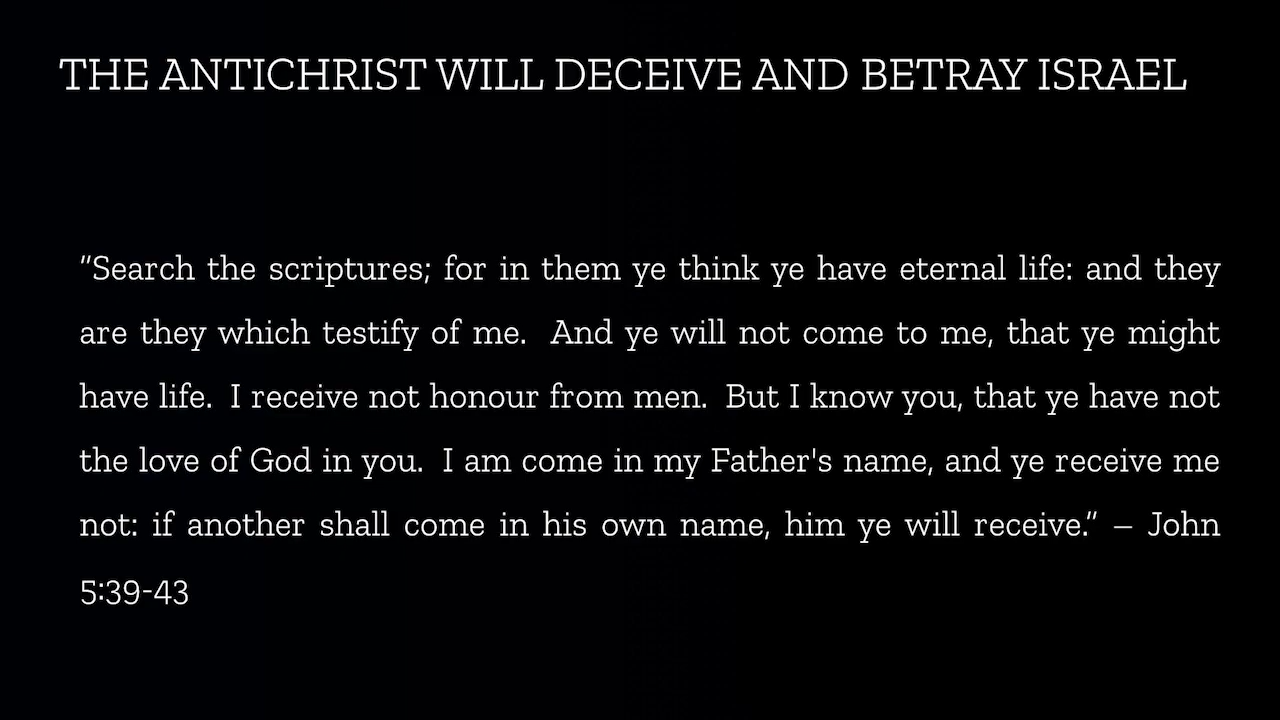 THE ANTICHRIST WILL DECEIVE AND BETRAY ISRAEL
"Search the scriptures; for in them ye think ye have eternal life: and they
are they which testify of me.  And ye will not come to me, that ye might
have life.  I receive not honour from men.  But I know you, that ye have not
the love of God in you.  I am come in my Father's name, and ye receive me
not: if another shall come in his own name, him ye will receive." – John
5:39-43